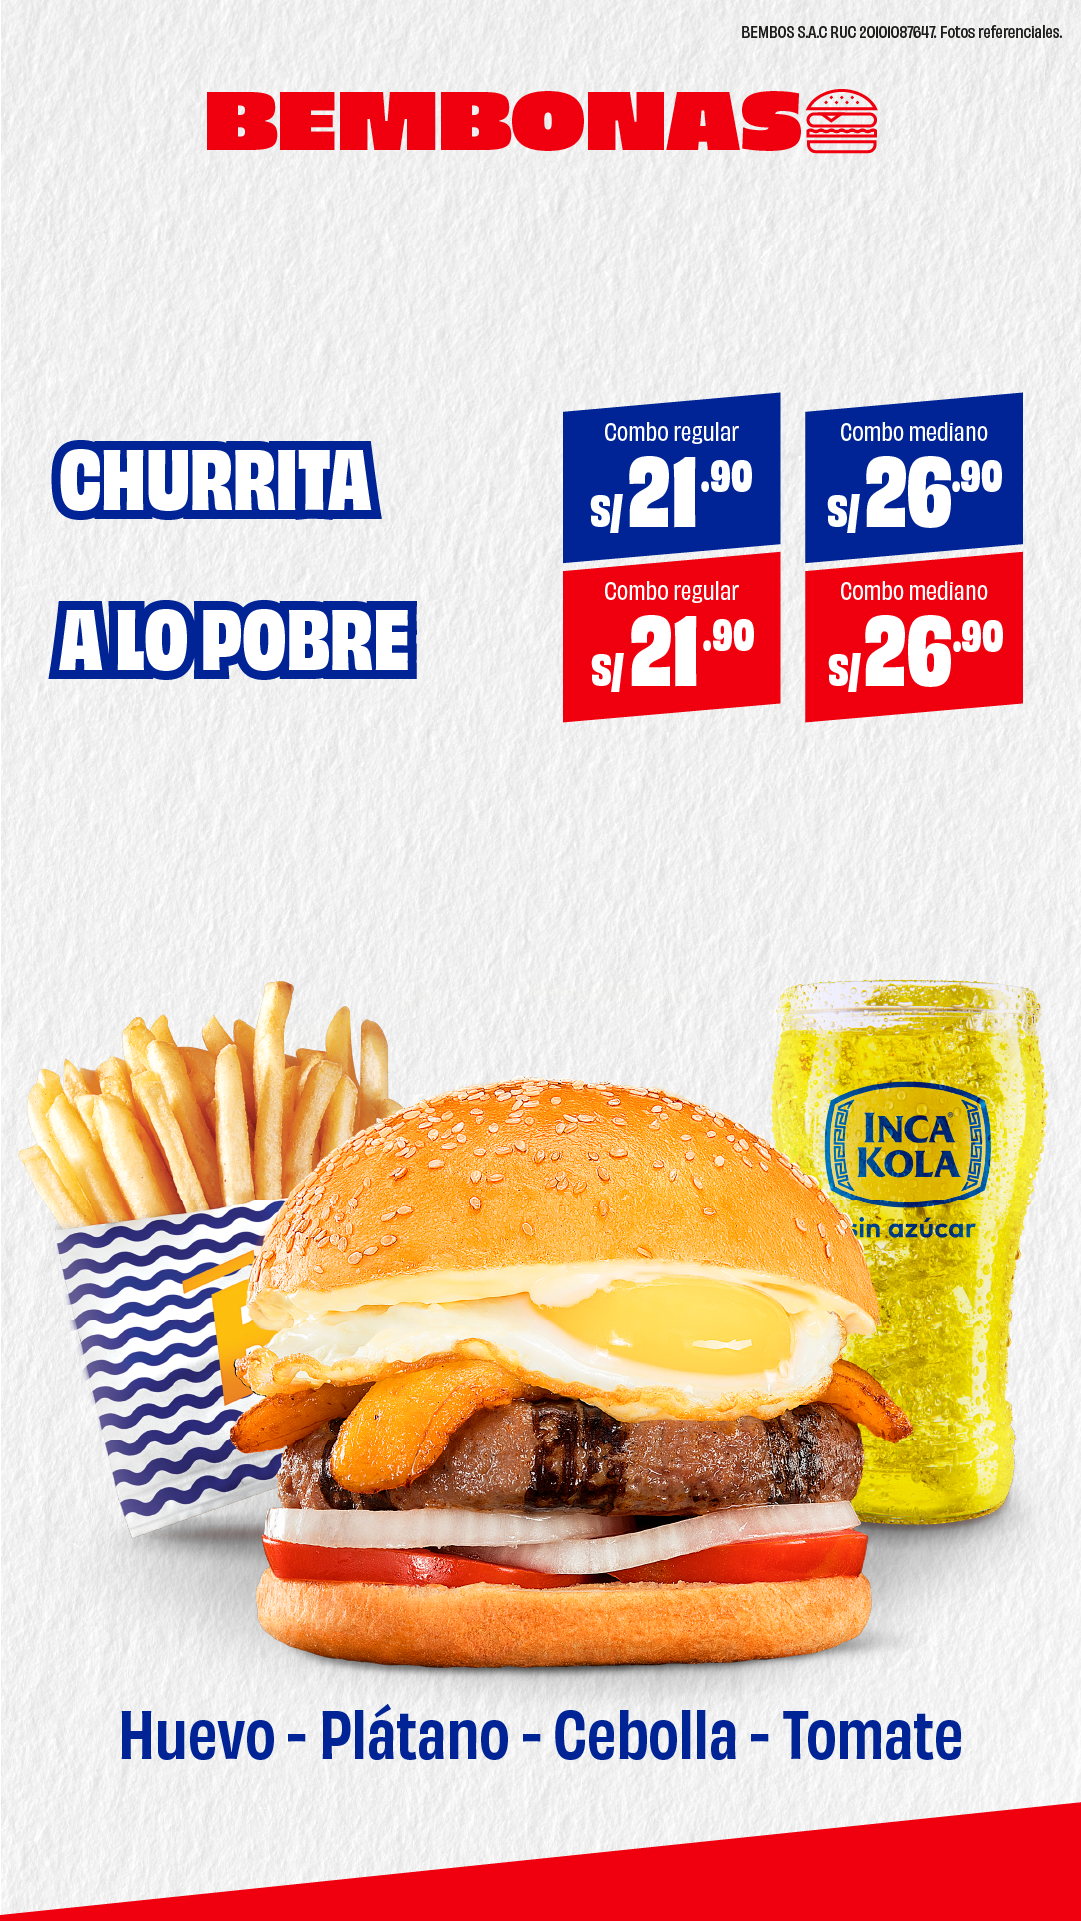 BEMBOS S.A.C RUC 20101087647. Fotos referenciales.
BEMBONAS
CHURRITA
Combo regular
S/ 21.90
Combo mediano
S/ 26.90
A LO POBRE
Combo regular
S/ 21.90
Combo mediano
S/ 26.90
INCA
KOLA
sin azúcar
Huevo - Plátano - Cebolla - Tomate